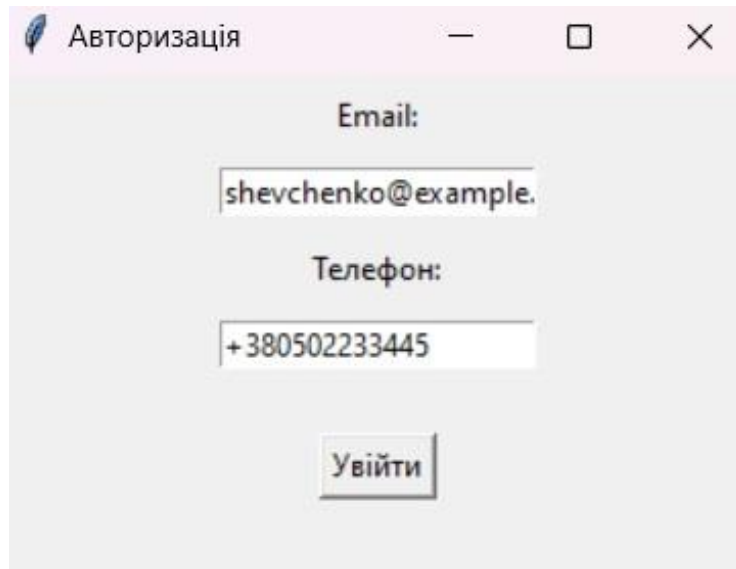 Авторизація
Email:
shevchenko@example.
Телефон:
+380502233445
Увійти